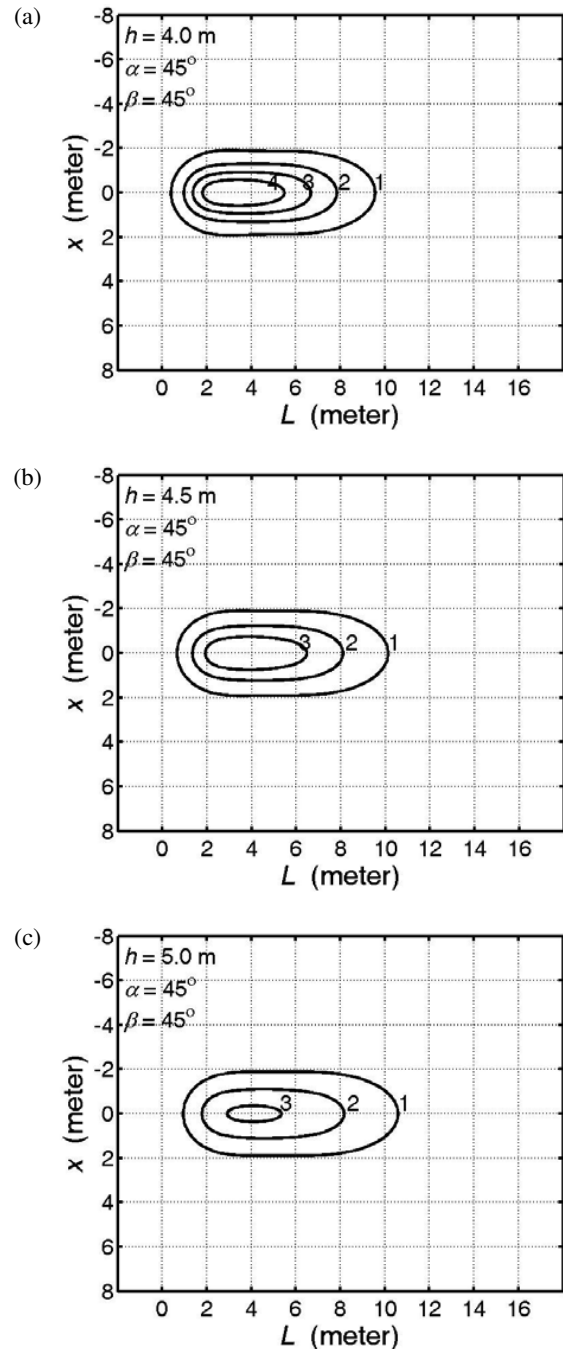 (a)
-8
h = 4.0 m
-6
α = 45°
-4
β = 45°
-2
0
4 3 2 1
2
4
6
8
x (meter)
0 2 4 6 8 10 12 14 16
L (meter)
(b)
-8
h = 4.5 m
-6
α = 45°
-4
β = 45°
-2
0
3 2 1
2
4
6
8
x (meter)
0 2 4 6 8 10 12 14 16
L (meter)
(c)
-8
h = 5.0 m
-6
α = 45°
-4
β = 45°
-2
0
3 2 1
2
4
6
8
x (meter)
0 2 4 6 8 10 12 14 16
L (meter)